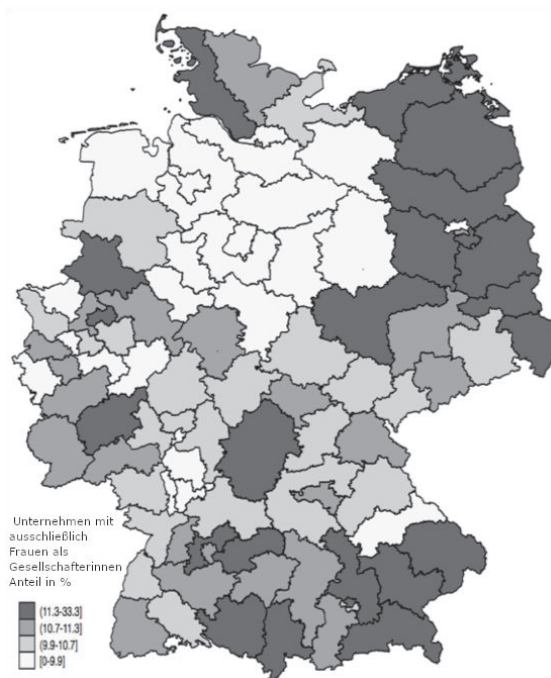 Unternehmen mit
ausschließlich
Frauen als
Gesellschafterinnen
Anteil in %
(11.3-33.3]
(10.7-11.3]
(9.9-10.7]
[0-9.9]